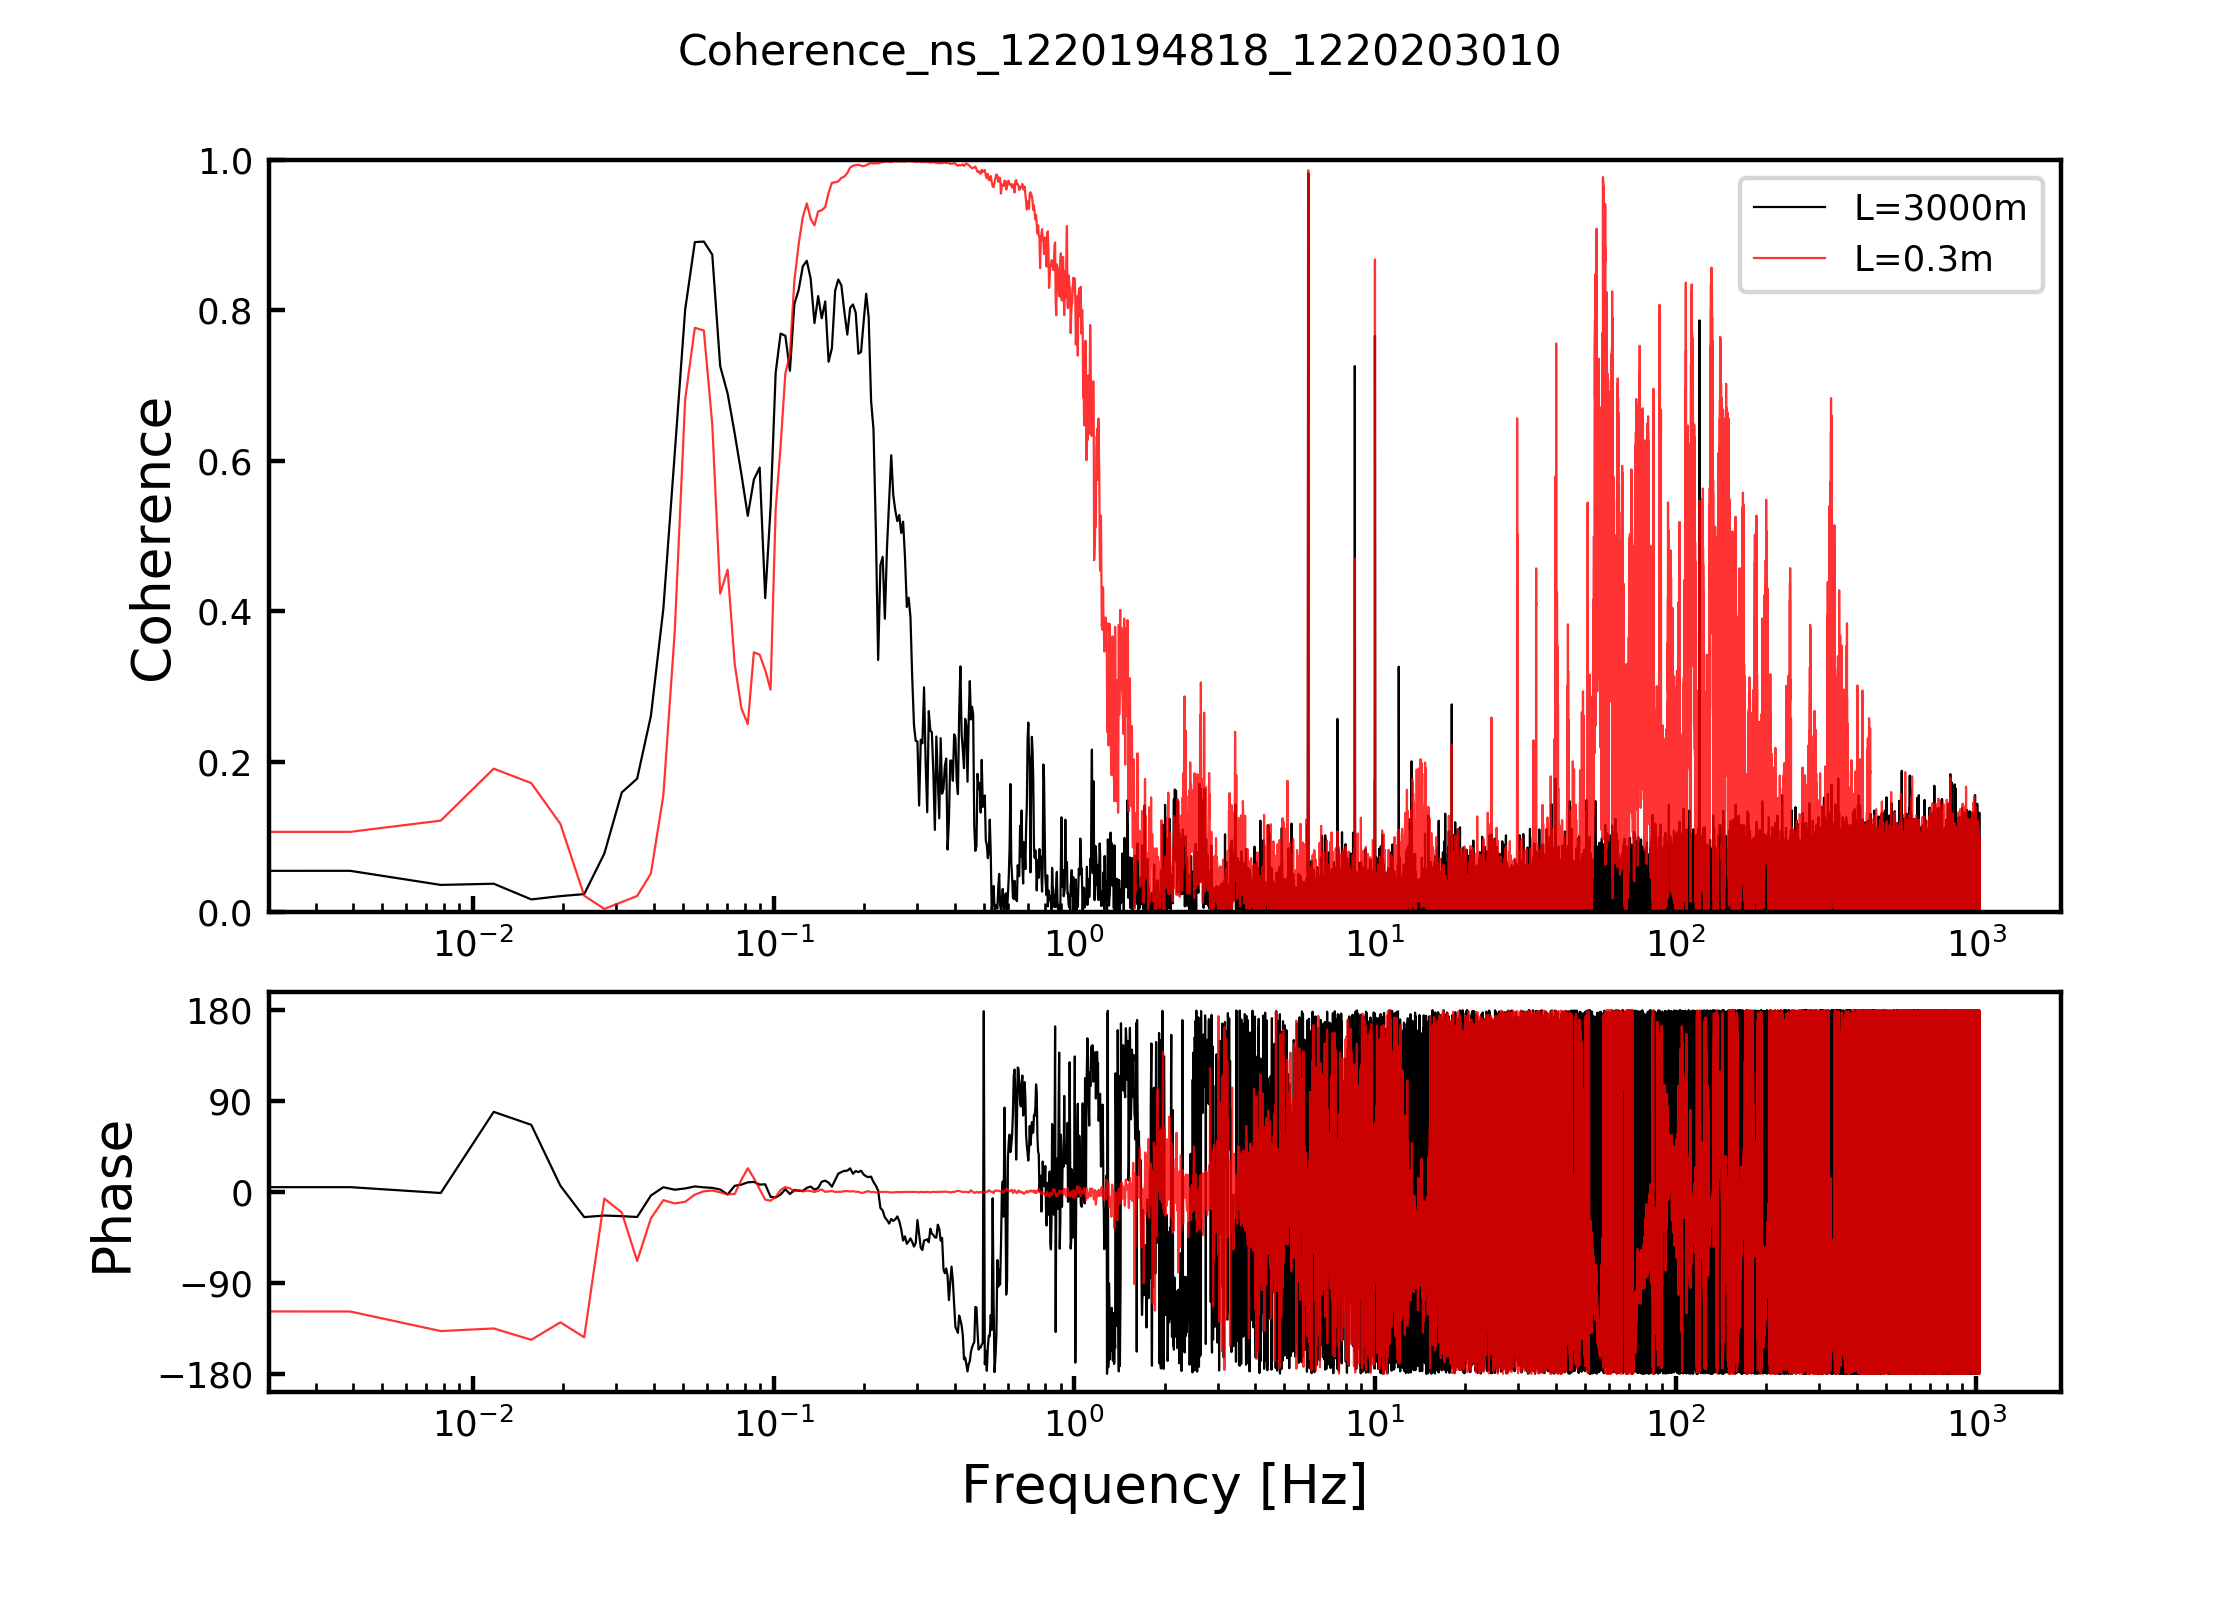 Coherence_ns_1220194818_1220203010
1.0
0.8
0.6
0.4
0.2
0.0
Coherence
L=3000m
L=0.3m
10⁻² 10⁻¹ 10⁰ 10¹ 10² 10³
180
90
0
−90
−180
Phase
10⁻² 10⁻¹ 10⁰ 10¹ 10² 10³
Frequency [Hz]